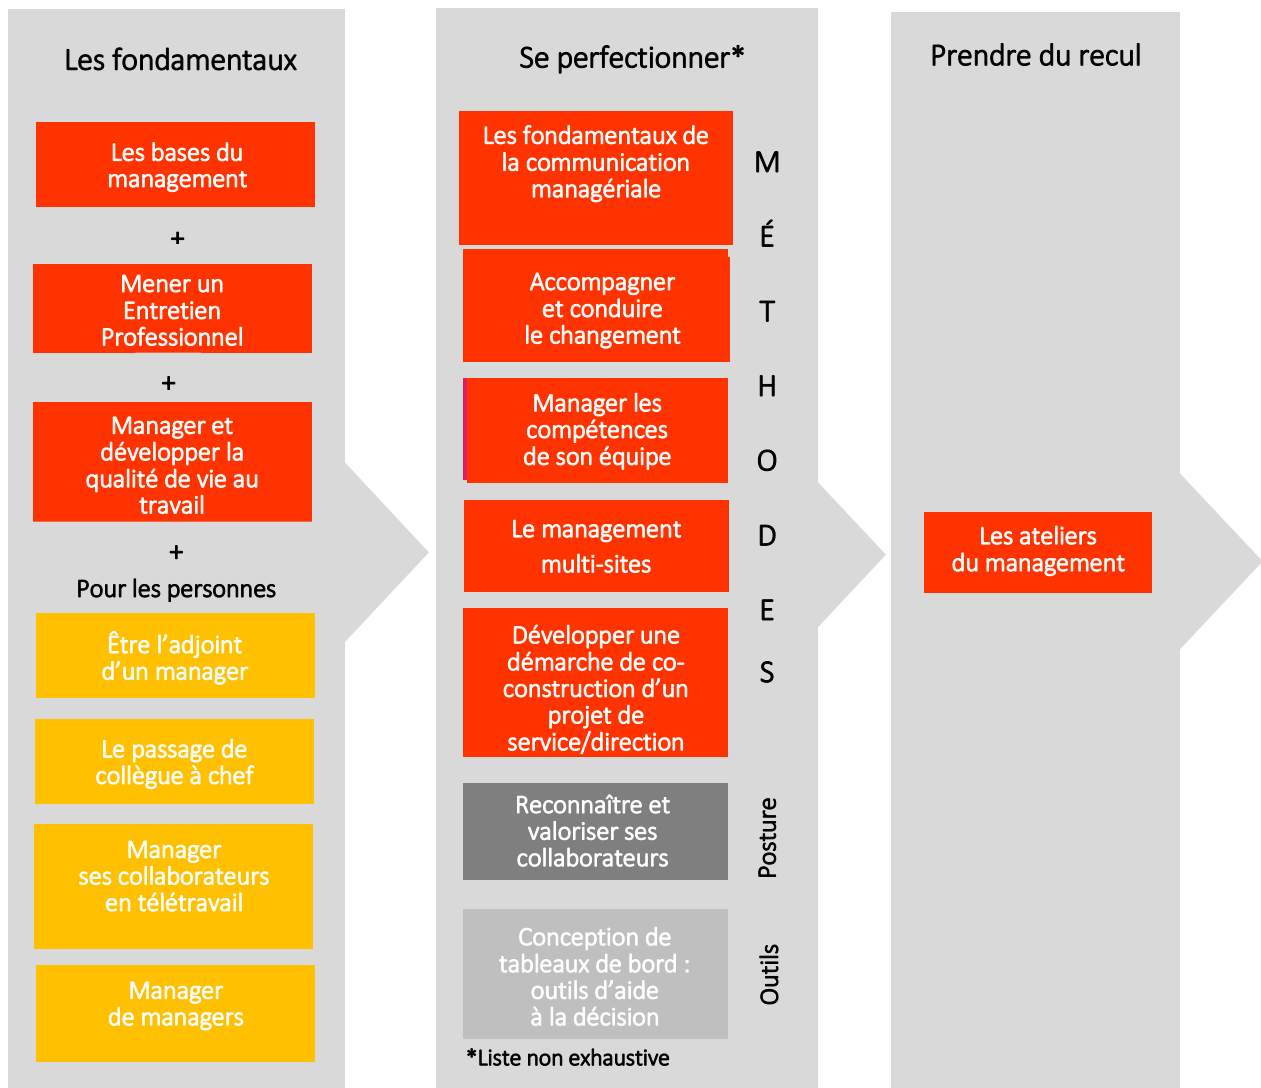 Les fondamentaux
Les bases du
management
+
Mener un
Entretien
Professionnel
+
Manager et
développer la
qualité de vie au
travail
+
Pour les personnes
Être l’adjoint
d’un manager
Le passage de
collègue à chef
Manager
ses collaborateurs
en télétravail
Manager
de managers
Se perfectionner*
Les fondamentaux de
la communication
managériale
Accompagner
et conduire
le changement
Manager les
compétences
de son équipe
Le management
multi-sites
Développer une
démarche de co-
construction d’un
projet de
service/direction
M
É
T
H
O
D
E
S
Reconnaître et
valoriser ses
collaborateurs
Posture
Conception de
tableaux de bord :
outils d’aide
à la décision
Outils
*Liste non exhaustive
Prendre du recul
Les ateliers
du management